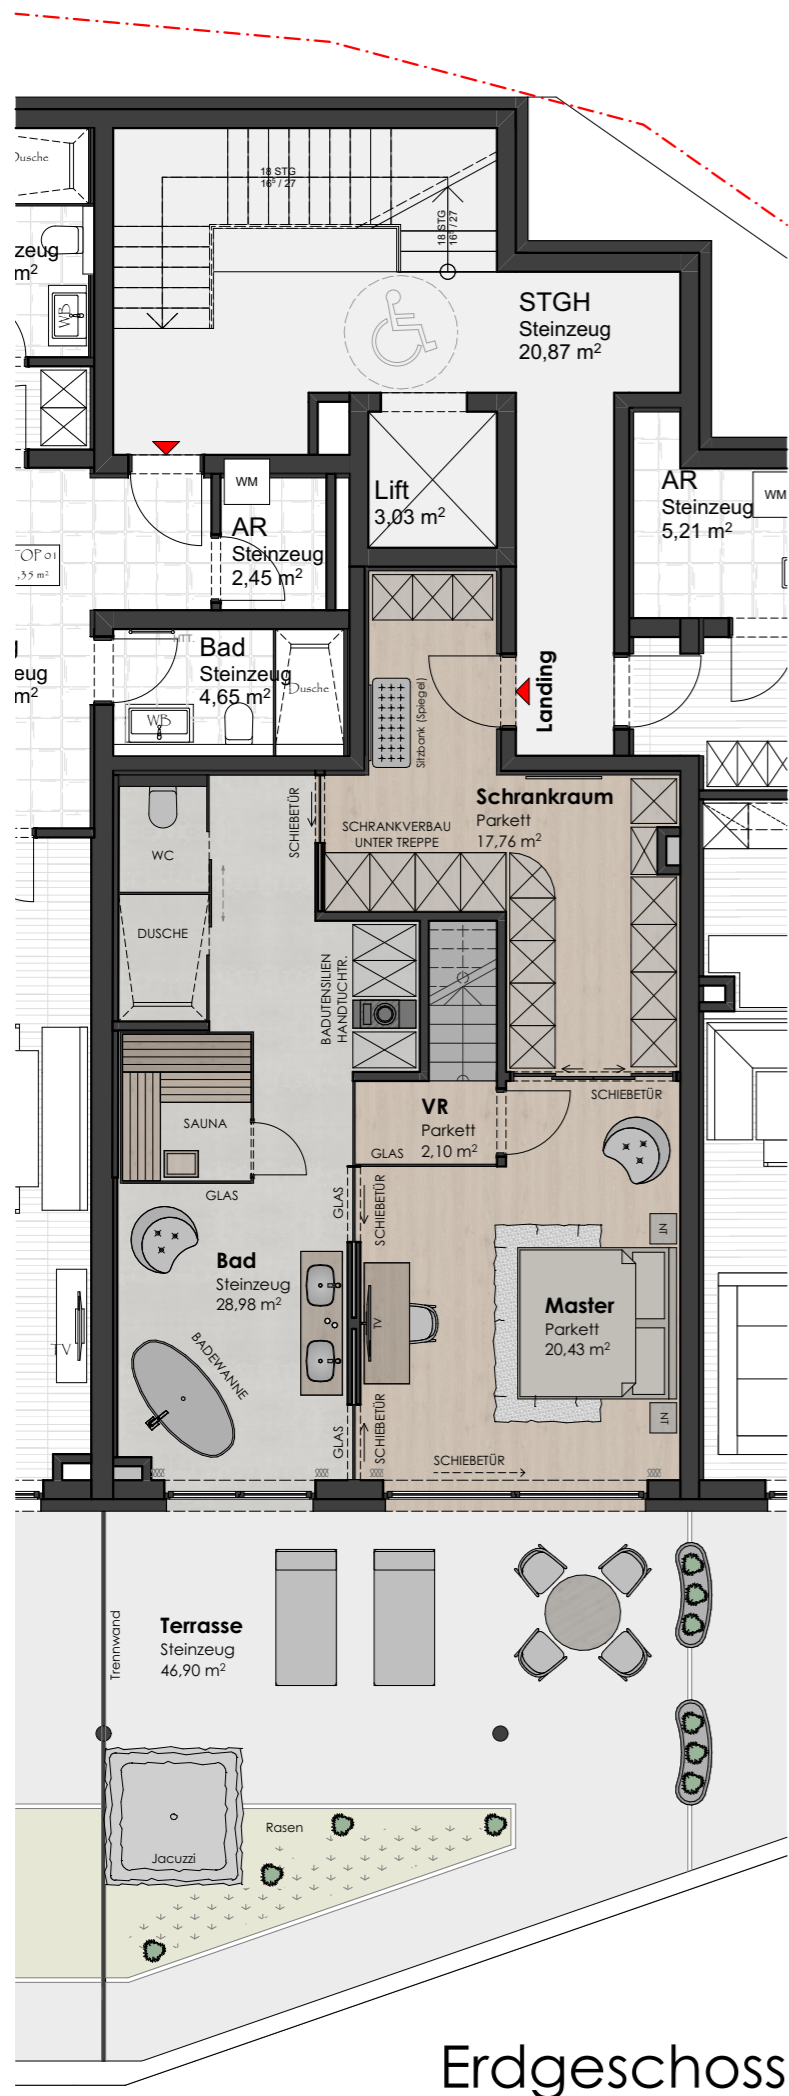 Dusche
18 STG
16⁵ / 27
18 STG
16⁵ / 27
zeug
m²
WB
STGH
Steinzeug
20,87 m²
WM
Lift
3,03 m²
AR
Steinzeug
5,21 m²
WM
AR
Steinzeug
2,45 m²
TOP 01
,35 m²
HTT.
Bad
Steinzeug
4,65 m²
Dusche
WB
eug
m²
Landing
Sitzbank (Spiegel)
SCHIEBETÜR
Schrankraum
Parkett
17,76 m²
SCHRANKVERBAU
UNTER TREPPE
WC
DUSCHE
BADUTENSILIEN
HANDTUCHTR.
SAUNA
VR
Parkett
2,10 m²
SCHIEBETÜR
GLAS
GLAS
GLAS
SCHIEBETÜR
NT
Bad
Steinzeug
28,98 m²
Master
Parkett
20,43 m²
TV
TV
BADEWANNE
NT
GLAS
SCHIEBETÜR
SCHIEBETÜR
Trennwand
Terrasse
Steinzeug
46,90 m²
Rasen
Jacuzzi
Erdgeschoss